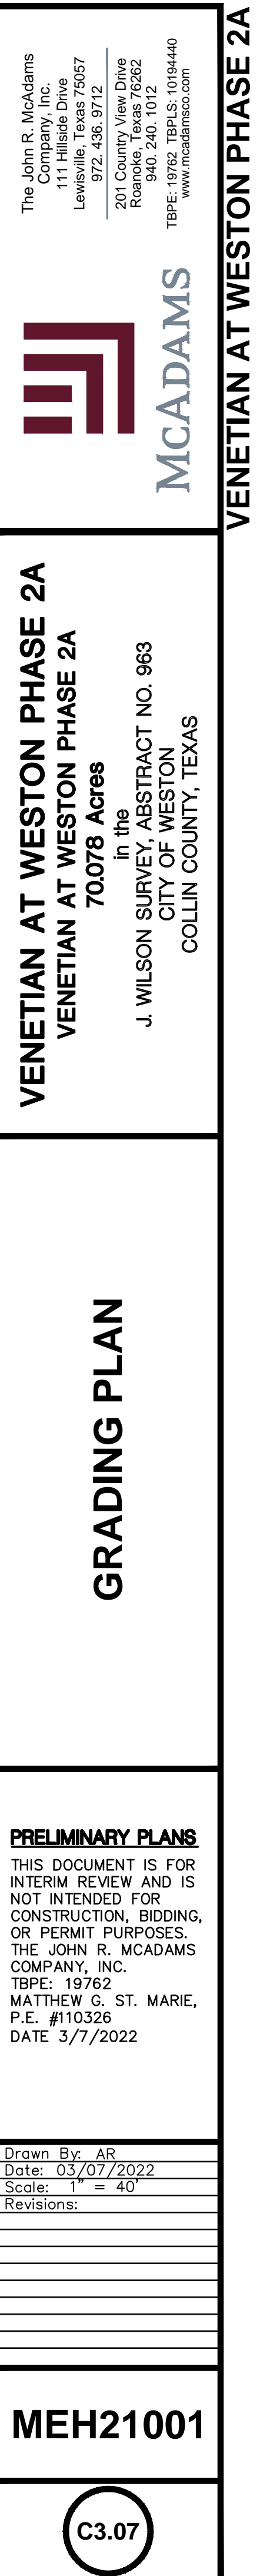 The John R. McAdams
Company, Inc.
111 Hillside Drive
Lewisville, Texas 75057
972. 436. 9712
201 Country View Drive
Roanoke, Texas 76262
940. 240. 1012
TBPE: 19762 TBPLS: 10194440
www.mcadamsco.com
MCADAMS
VENETIAN AT WESTON PHASE 2A
VENETIAN AT WESTON PHASE 2A
VENETIAN AT WESTON PHASE 2A
70.078 Acres
in the
J. WILSON SURVEY, ABSTRACT NO. 963
CITY OF WESTON
COLLIN COUNTY, TEXAS
GRADING PLAN
PRELIMINARY PLANS
THIS DOCUMENT IS FOR
INTERIM REVIEW AND IS
NOT INTENDED FOR
CONSTRUCTION, BIDDING,
OR PERMIT PURPOSES.
THE JOHN R. MCADAMS
COMPANY, INC.
TBPE: 19762
MATTHEW G. ST. MARIE,
P.E. #110326
DATE 3/7/2022
Drawn By: AR
Date: 03/07/2022
Scale: 1" = 40'
Revisions:
MEH21001
C3.07